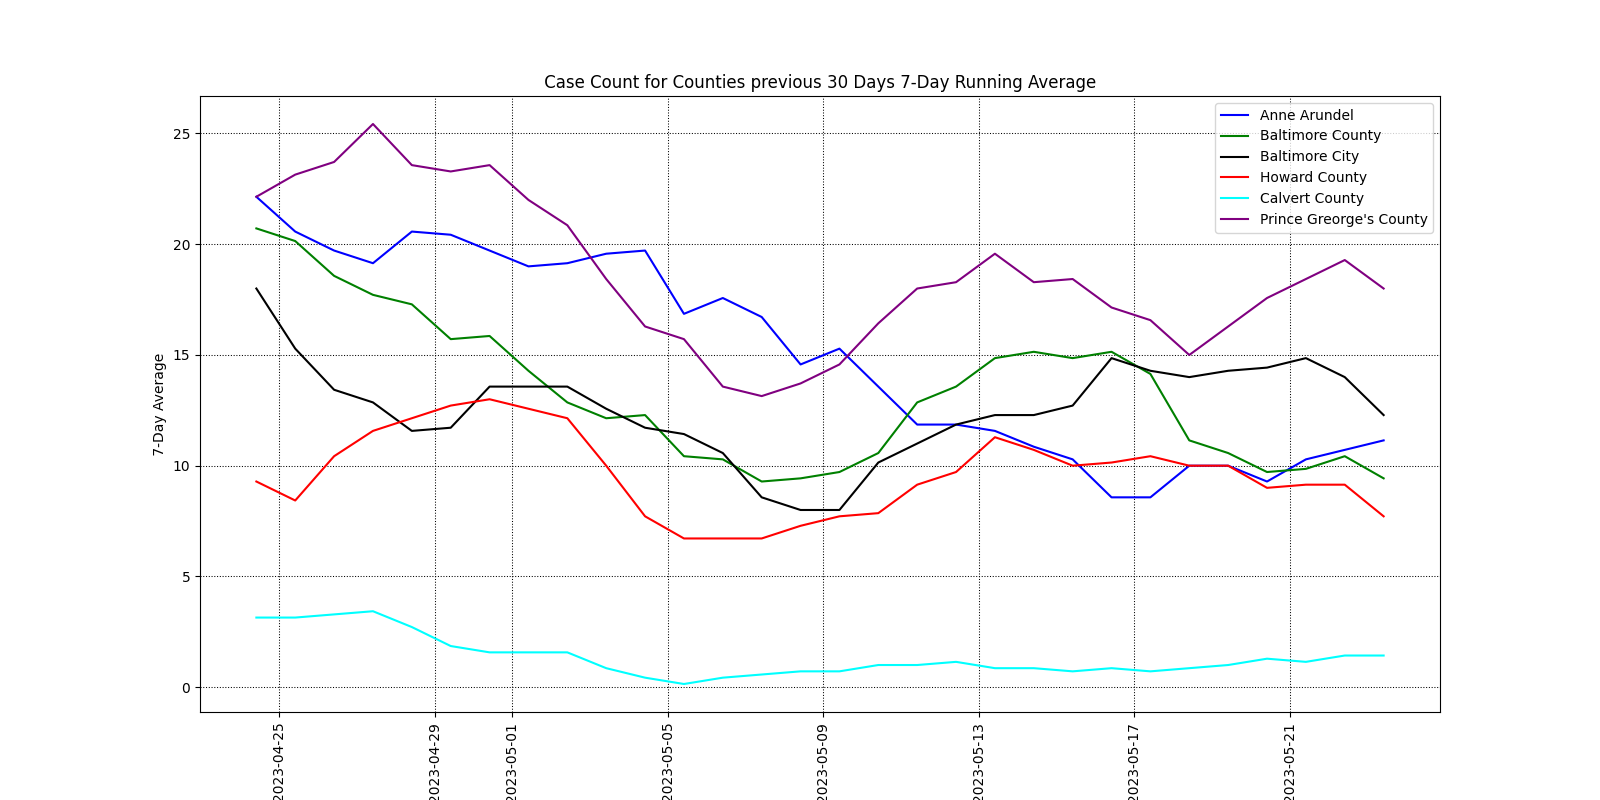 Case Count for Counties previous 30 Days 7-Day Running Average
Anne Arundel
Baltimore County
Baltimore City
Howard County
Calvert County
Prince Greorge's County
7-Day Average
25
20
15
10
5
0
2023-04-25
2023-04-29
2023-05-01
2023-05-05
2023-05-09
2023-05-13
2023-05-17
2023-05-21